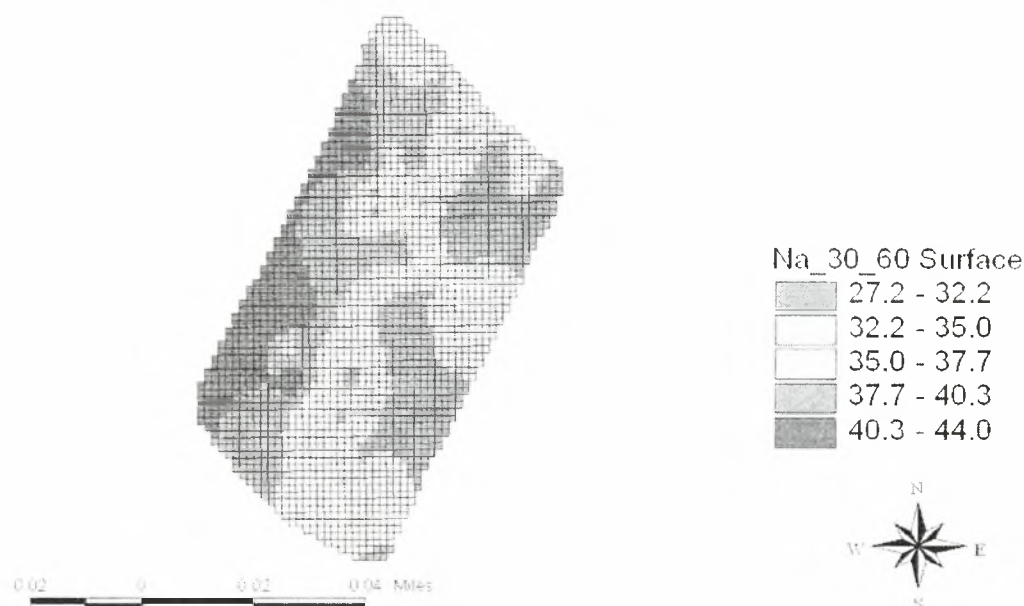 Na_30_60 Surface
27.2 - 32.2
32.2 - 35.0
35.0 - 37.7
37.7 - 40.3
40.3 - 44.0
N
W E
S
0.02 0 0.02 0.04 Miles